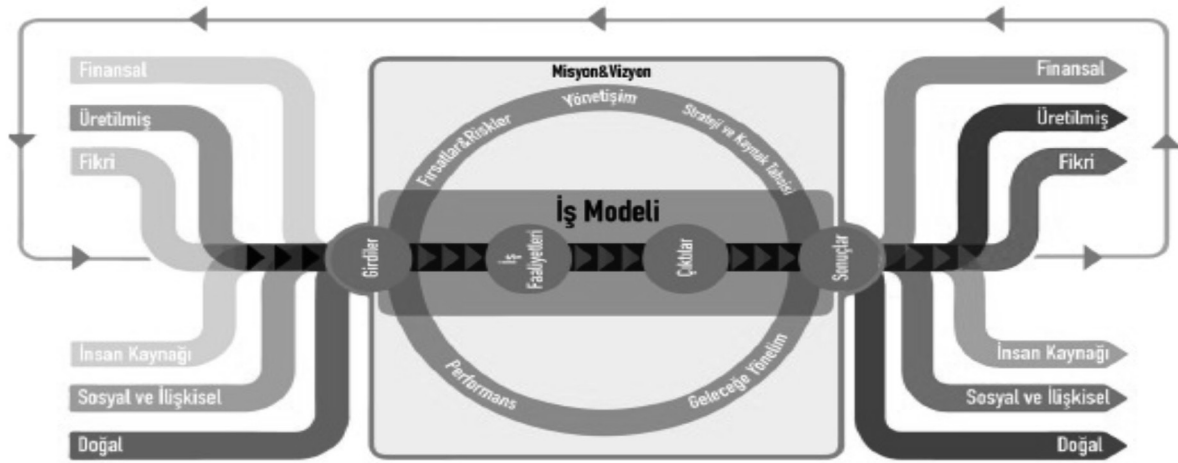 Finansal
Üretilmiş
Fikri
İnsan Kaynağı
Sosyal ve İlişkisel
Doğal
Misyon&Vizyon
Yönetişim
Fırsatlar&Riskler
Strateji ve Kaynak Tahsisi
İş Modeli
Girdiler
Faaliyetleri
Çıktılar
Sonuçlar
Performans
Geleceğe Yönelim
Finansal
Üretilmiş
Fikri
İnsan Kaynağı
Sosyal ve İlişkisel
Doğal